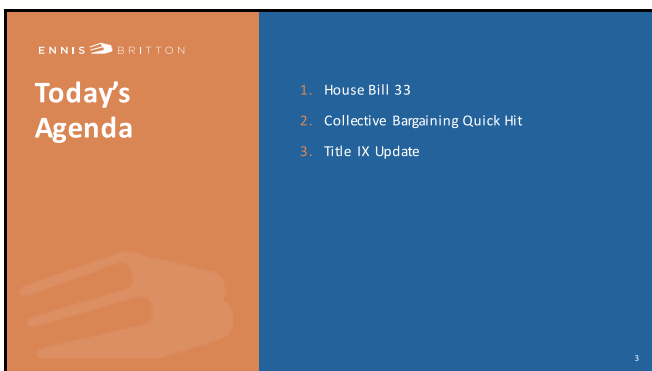 ENNIS BRITTON
Today's
Agenda
1. House Bill 33
2. Collective Bargaining Quick Hit
3. Title IX Update
3